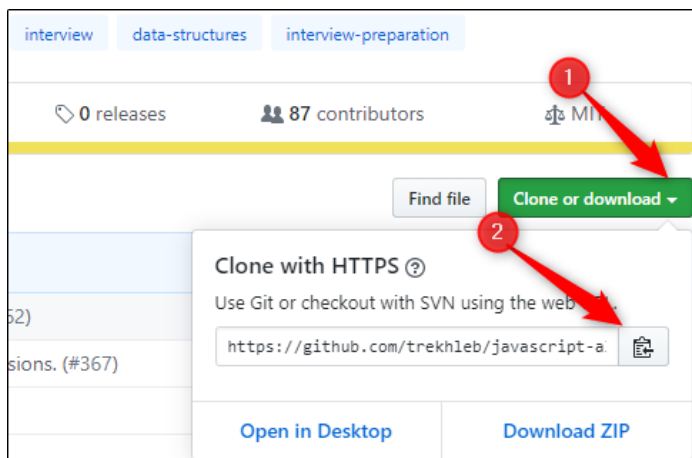 interview data-structures interview-preparation
1
0 releases 87 contributors MIT
Find file Clone or download
2
Clone with HTTPS
Use Git or checkout with SVN using the web
52)
https://github.com/trekhleb/javascript-a
sions. (#367)
Open in Desktop Download ZIP